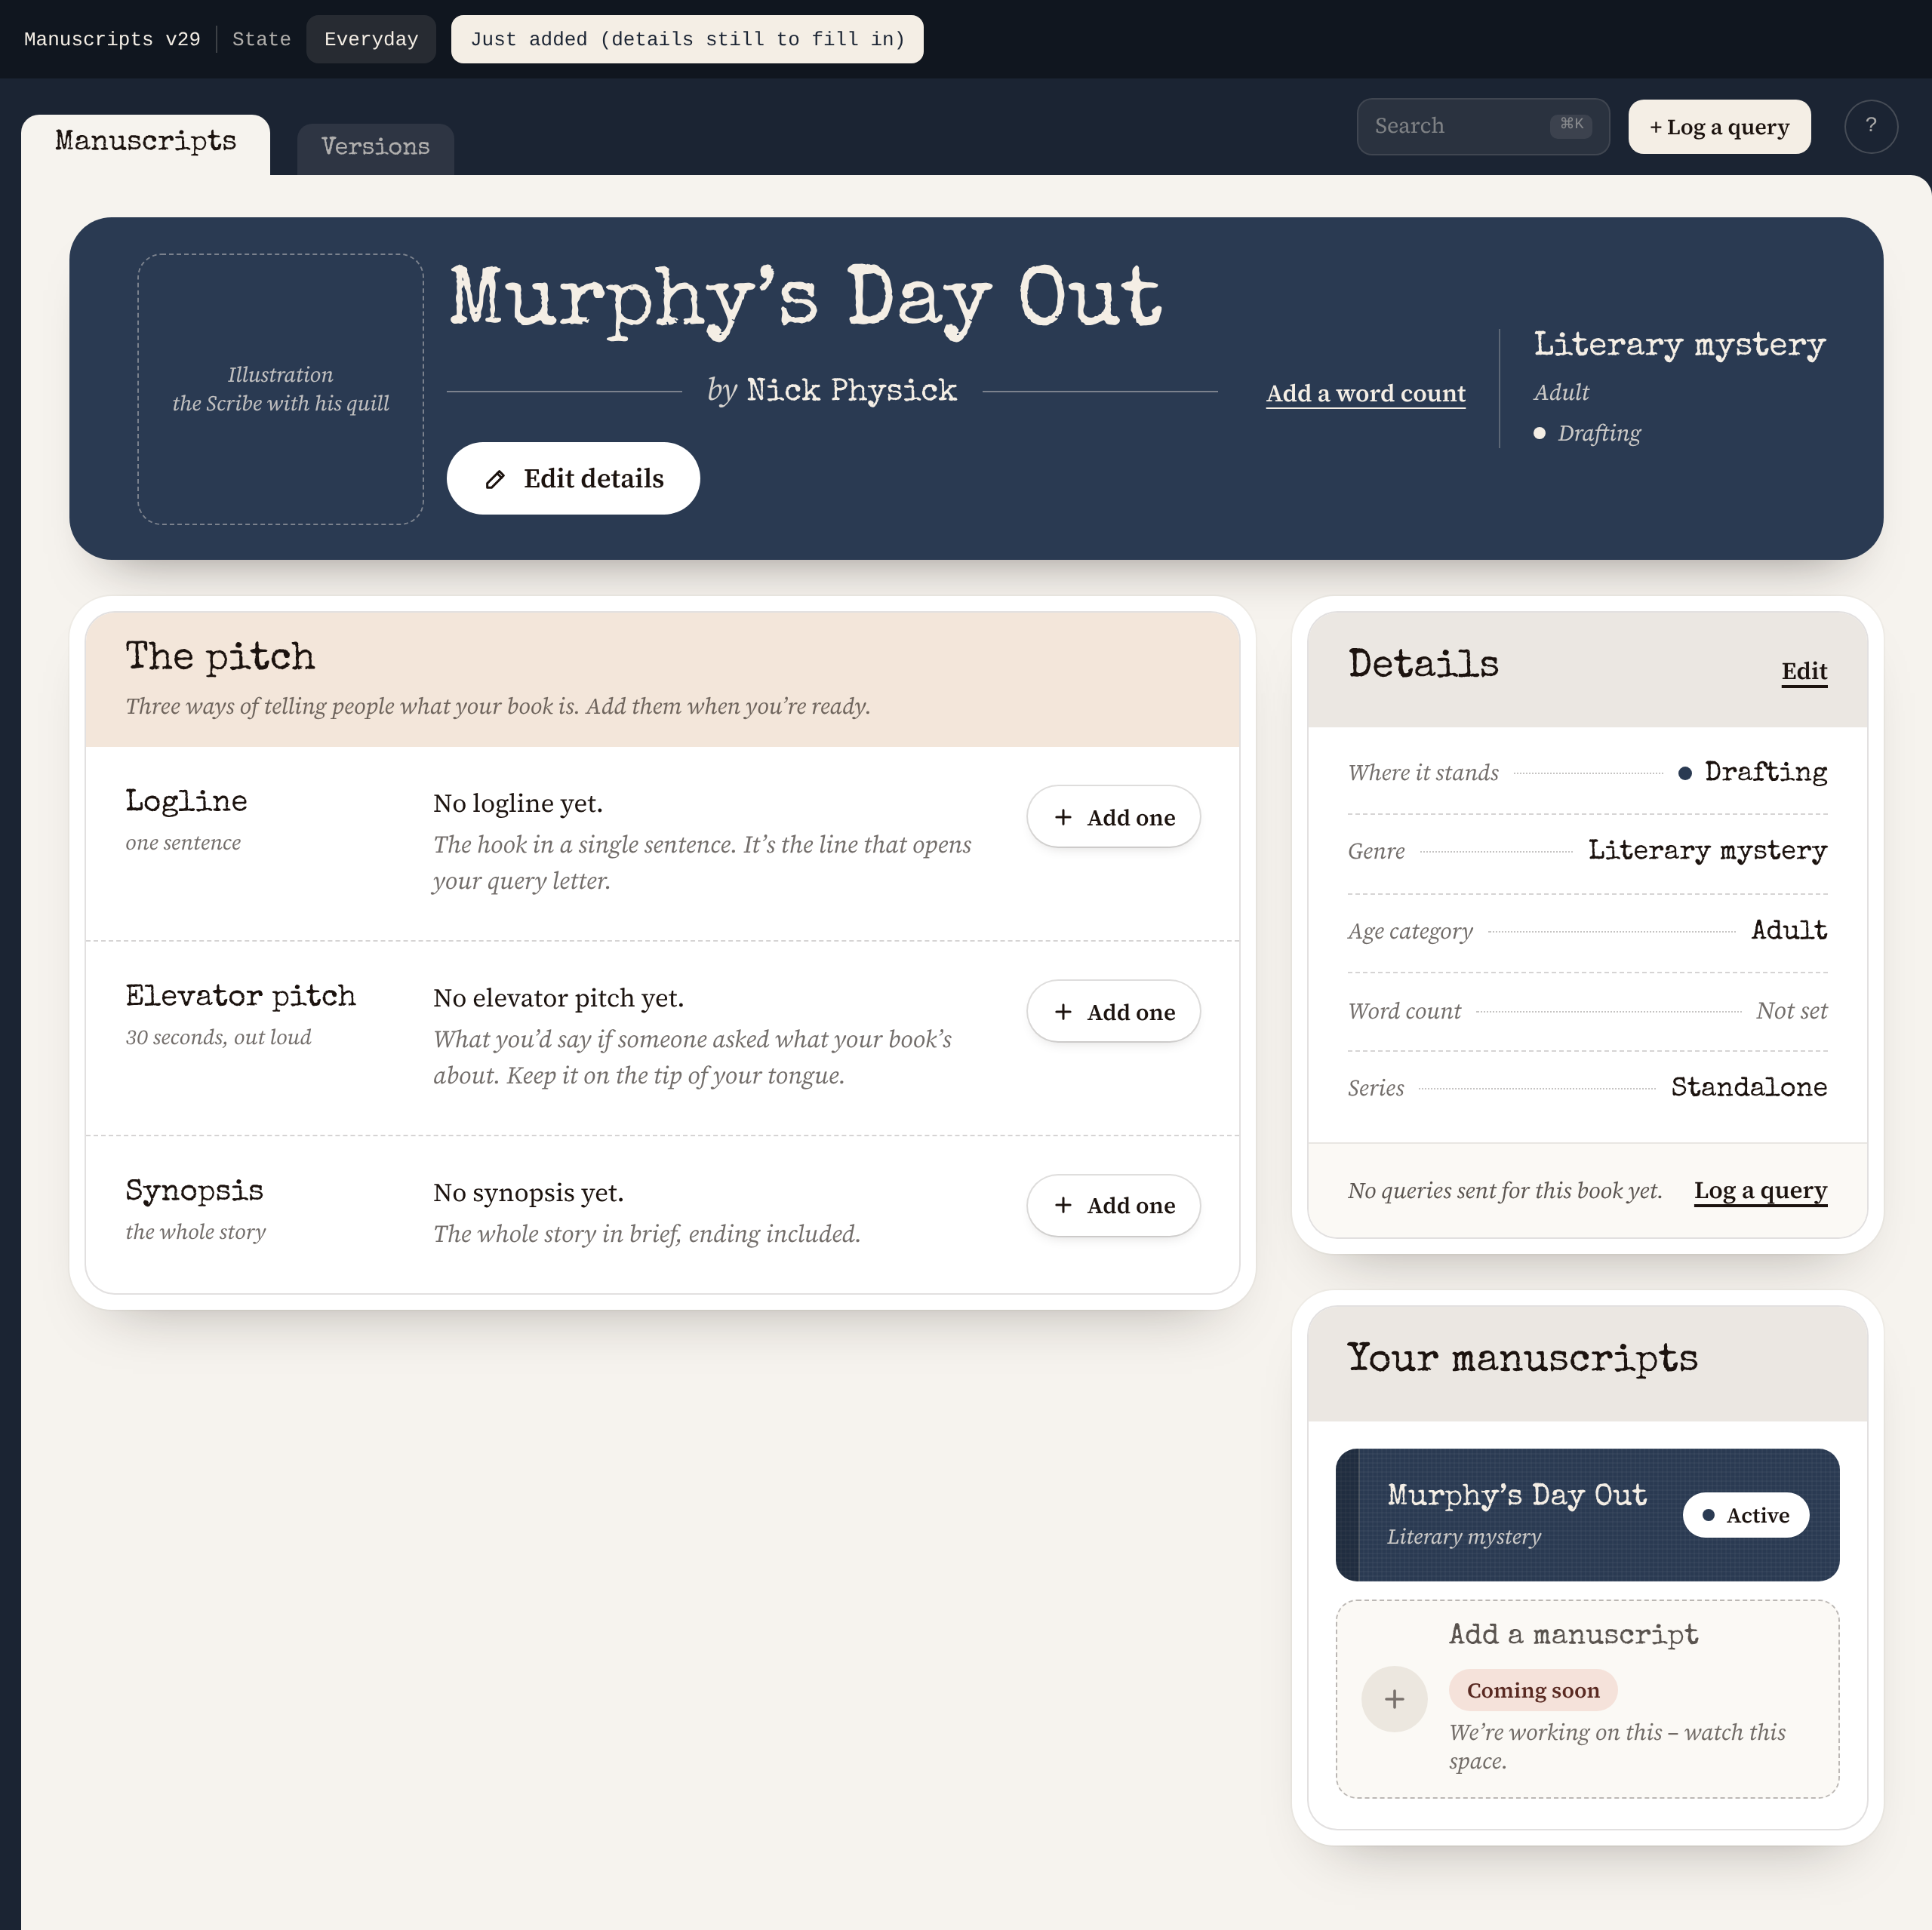 Manuscripts v29
State
Everyday
Just added (details still to fill in)
Manuscripts
Versions
Search
⌘K
+ Log a query
?
Illustration
the Scribe with his quill
Murphy’s Day Out
by Nick Physick
Edit details
Add a word count
Literary mystery
Adult
Drafting
The pitch
Three ways of telling people what your book is. Add them when you’re ready.
Logline
one sentence
No logline yet.
The hook in a single sentence. It’s the line that opens
your query letter.
+ Add one
Elevator pitch
30 seconds, out loud
No elevator pitch yet.
What you’d say if someone asked what your book’s
about. Keep it on the tip of your tongue.
+ Add one
Synopsis
the whole story
No synopsis yet.
The whole story in brief, ending included.
+ Add one
Details
Edit
Where it stands
Drafting
Genre
Literary mystery
Age category
Adult
Word count
Not set
Series
Standalone
No queries sent for this book yet.
Log a query
Your manuscripts
Murphy’s Day Out
Literary mystery
Active
+
Add a manuscript
Coming soon
We’re working on this – watch this
space.